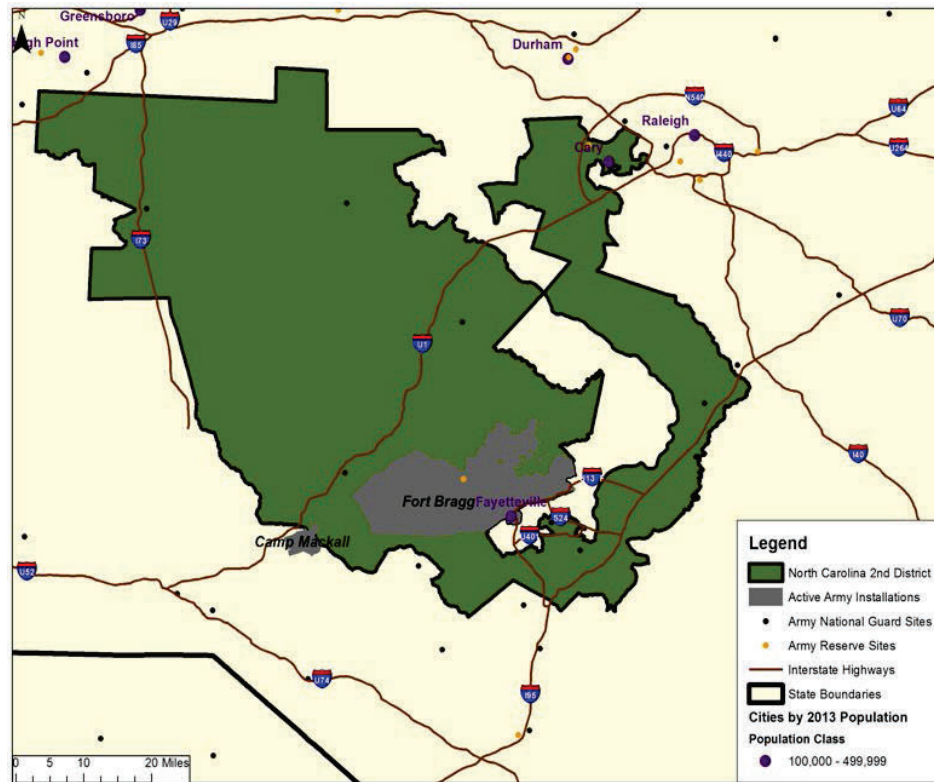 N
Greensboro
U29
I85
High Point
Durham
N540
Raleigh
U64
Cary
I440
U264
I73
U1
U70
I40
Fort Bragg
Fayetteville
I13
S24
U401
Camp Mackall
U52
U74
I95
0 5 10 20 Miles
Legend
North Carolina 2nd District
Active Army Installations
Army National Guard Sites
Army Reserve Sites
Interstate Highways
State Boundaries
Cities by 2013 Population
Population Class
100,000 - 499,999